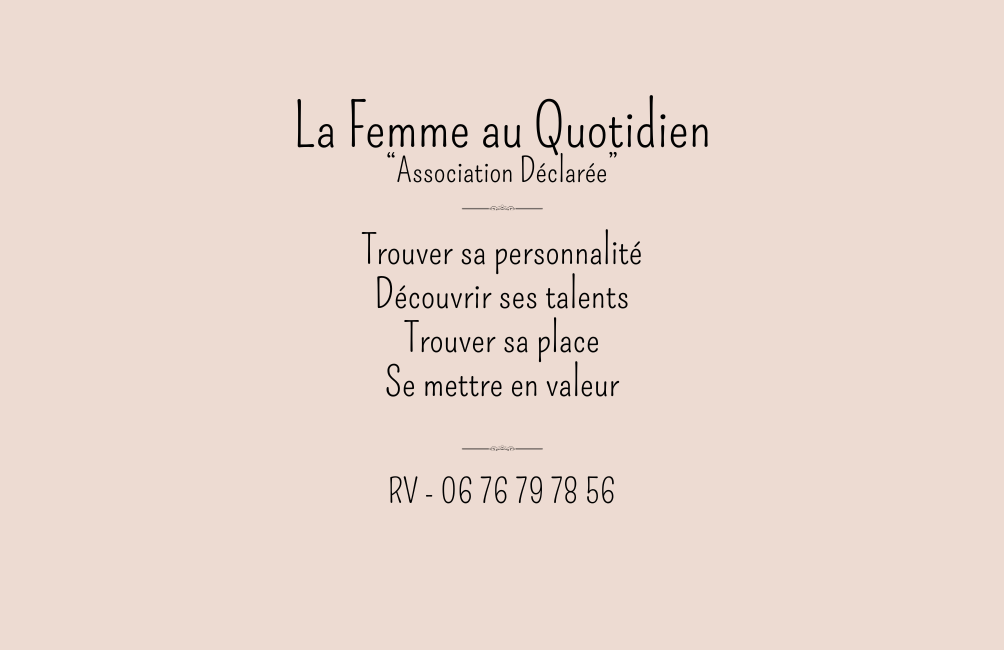 La Femme au Quotidien
“Association Déclarée”
Trouver sa personnalité
Découvrir ses talents
Trouver sa place
Se mettre en valeur
RV - 06 76 79 78 56